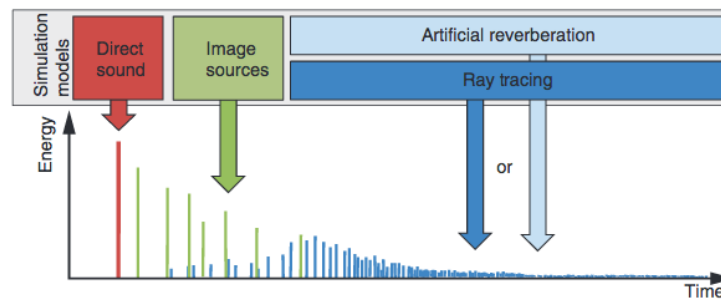 Simulation
models
Direct
sound
Image
sources
Artificial reverberation
Ray tracing
Energy
or
Time